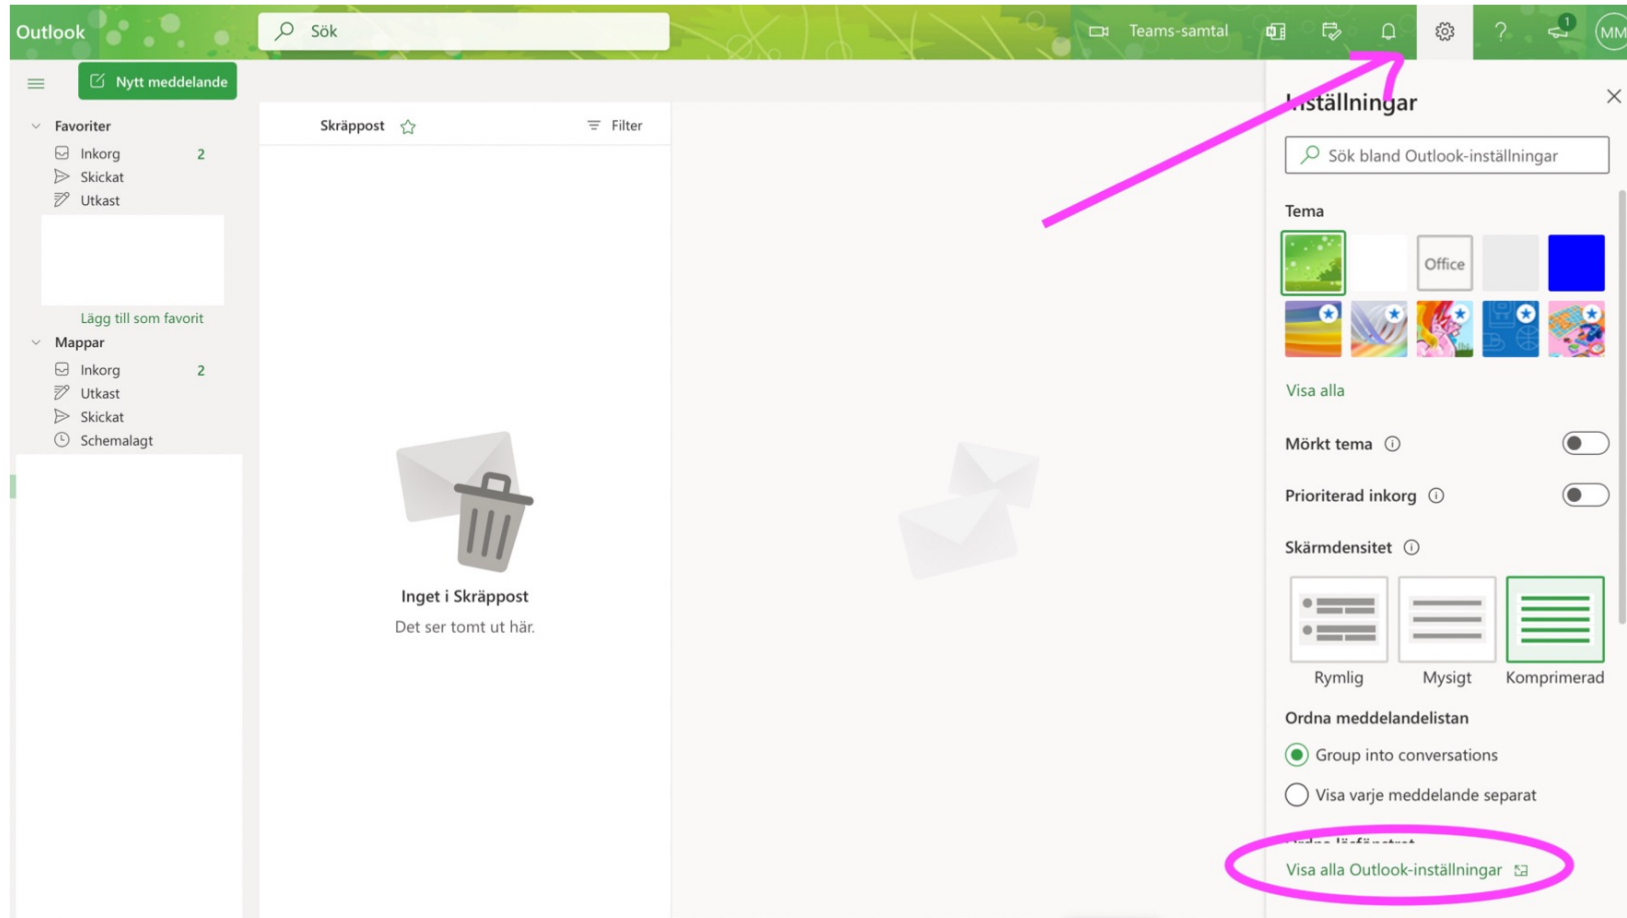 Outlook
Sök
Teams-samtal
1
MM
Nytt meddelande
Favoriter
Inkorg 2
Skickat
Utkast
Lägg till som favorit
Mappar
Inkorg 2
Utkast
Skickat
Schemalagt
Skräppost
Filter
Inget i Skräppost
Det ser tomt ut här.
Inställningar
Sök bland Outlook-inställningar
Tema
Office
Visa alla
Mörkt tema
Prioriterad inkorg
Skärmdensitet
Rymlig Mysigt Komprimerad
Ordna meddelandelistan
Group into conversations
Visa varje meddelande separat
Ordna läsfönstret
Visa alla Outlook-inställningar